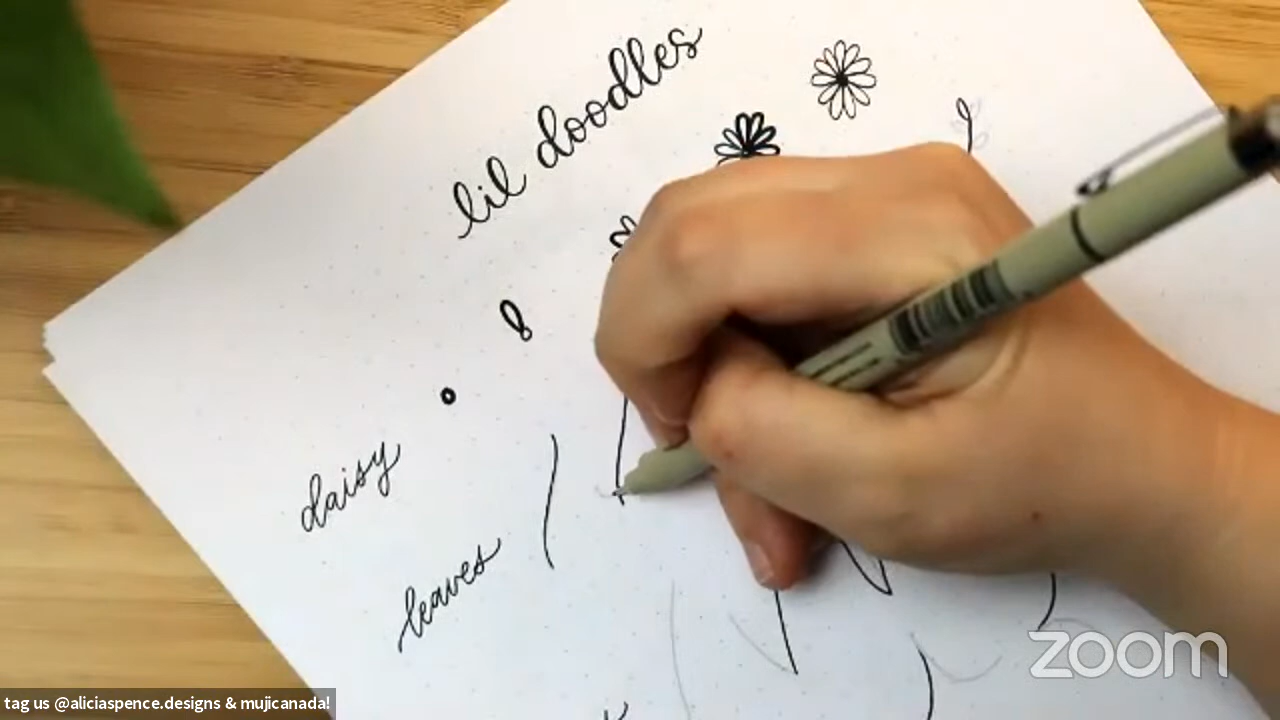 lil doodles
daisy
leaves
zoom
tag us @aliciaspence.designs & mujicanada!